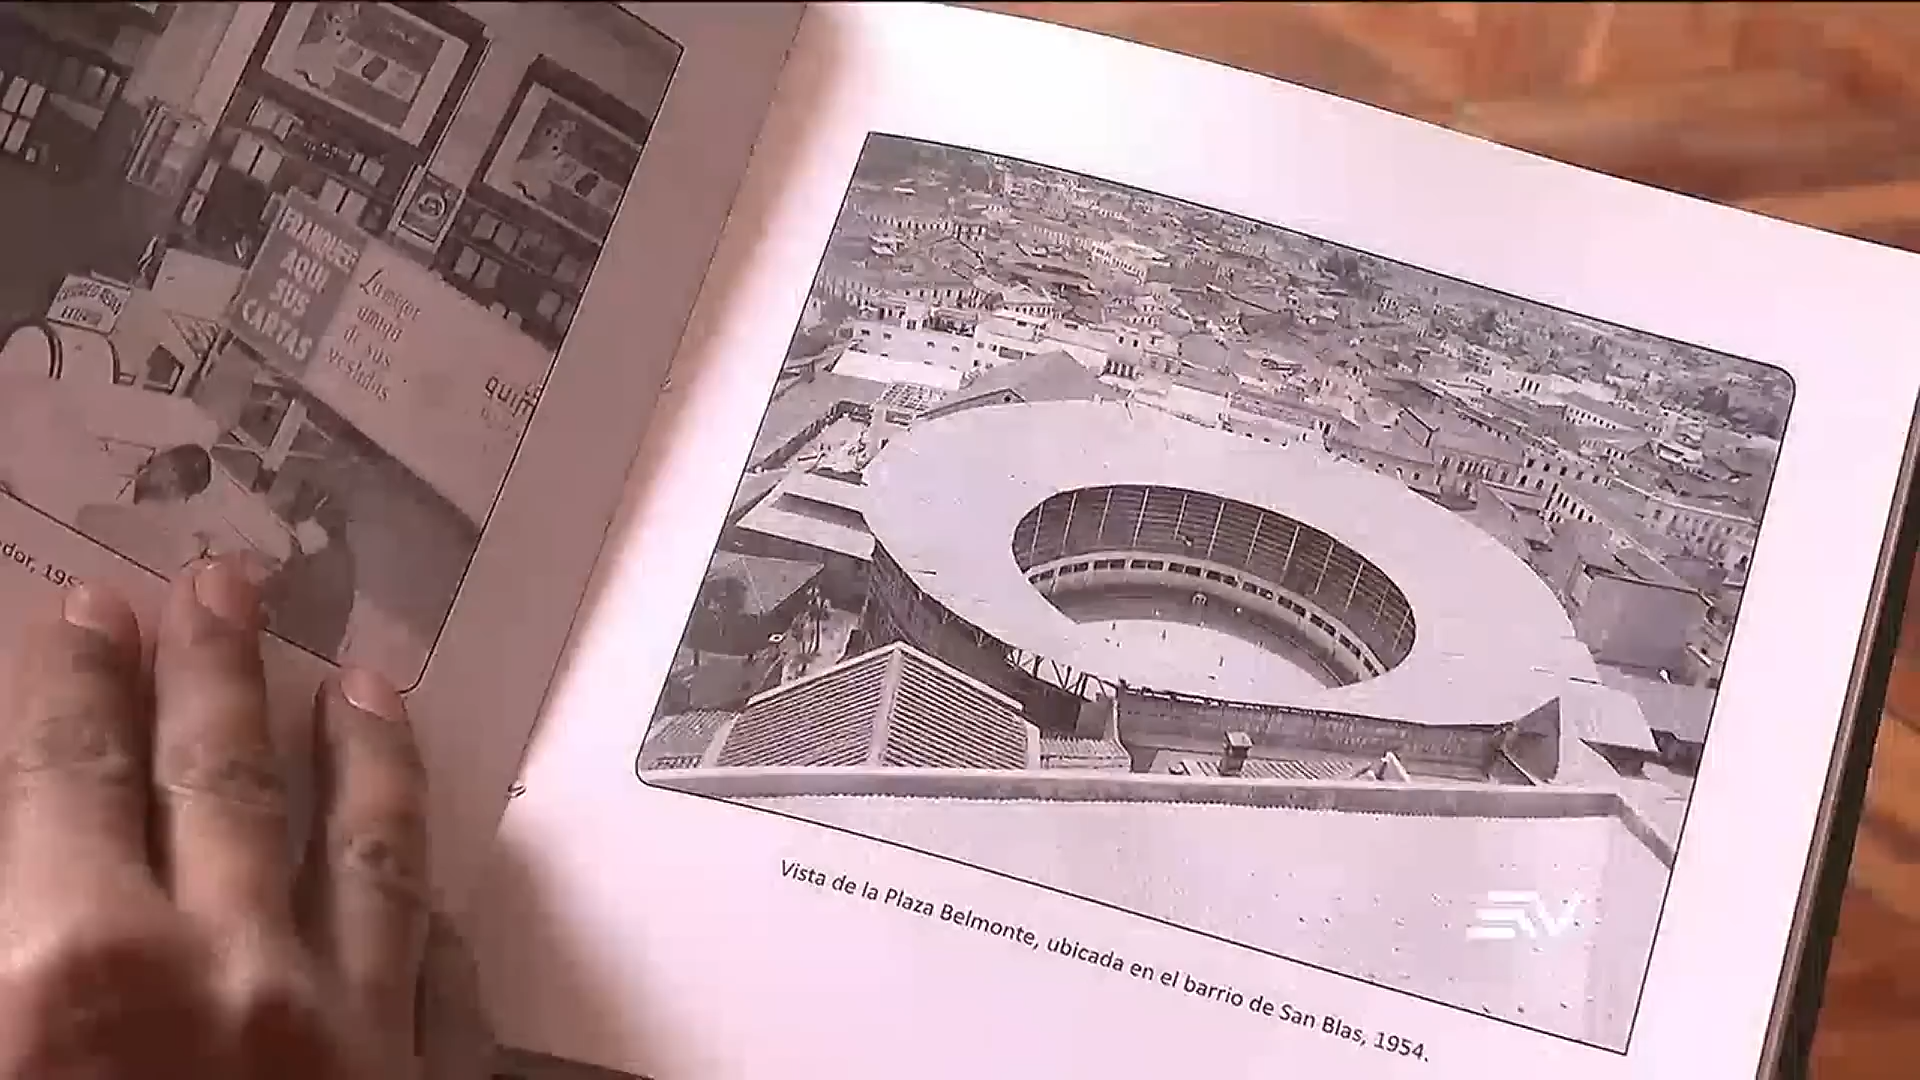 FRANQUEE
AQUI
SUS
CARTAS
La mejor
amiga
de sus
vestidos
Vista de la Plaza Belmonte, ubicada en el barrio de San Blas, 1954.